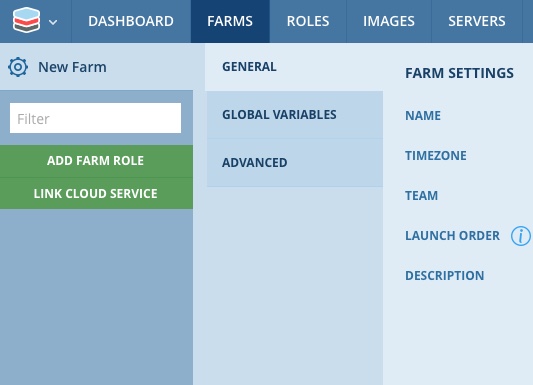 DASHBOARD FARMS ROLES IMAGES SERVERS
New Farm
Filter
ADD FARM ROLE
LINK CLOUD SERVICE
GENERAL
GLOBAL VARIABLES
ADVANCED
FARM SETTINGS
NAME
TIMEZONE
TEAM
LAUNCH ORDER i
DESCRIPTION